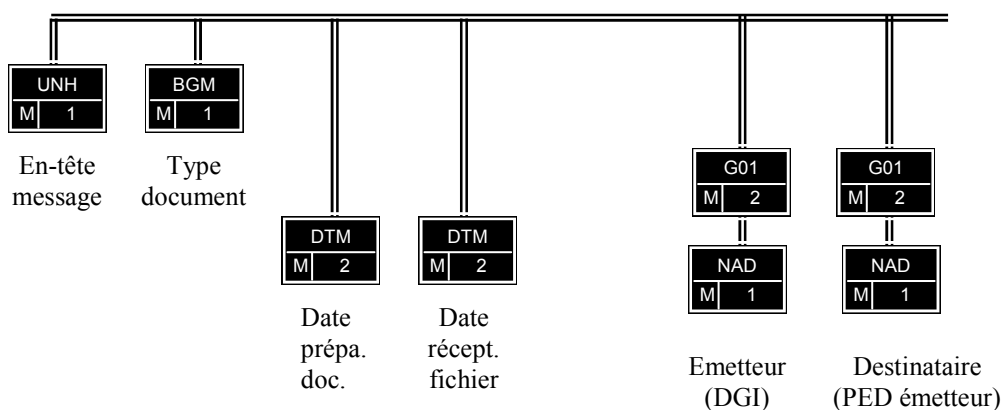 UNH
M 1
En-tête
message
BGM
M 1
Type
document
DTM
M 2
Date
prépa.
doc.
DTM
M 2
Date
récept.
fichier
G01
M 2
NAD
M 1
Emetteur
(DGI)
G01
M 2
NAD
M 1
Destinataire
(PED émetteur)